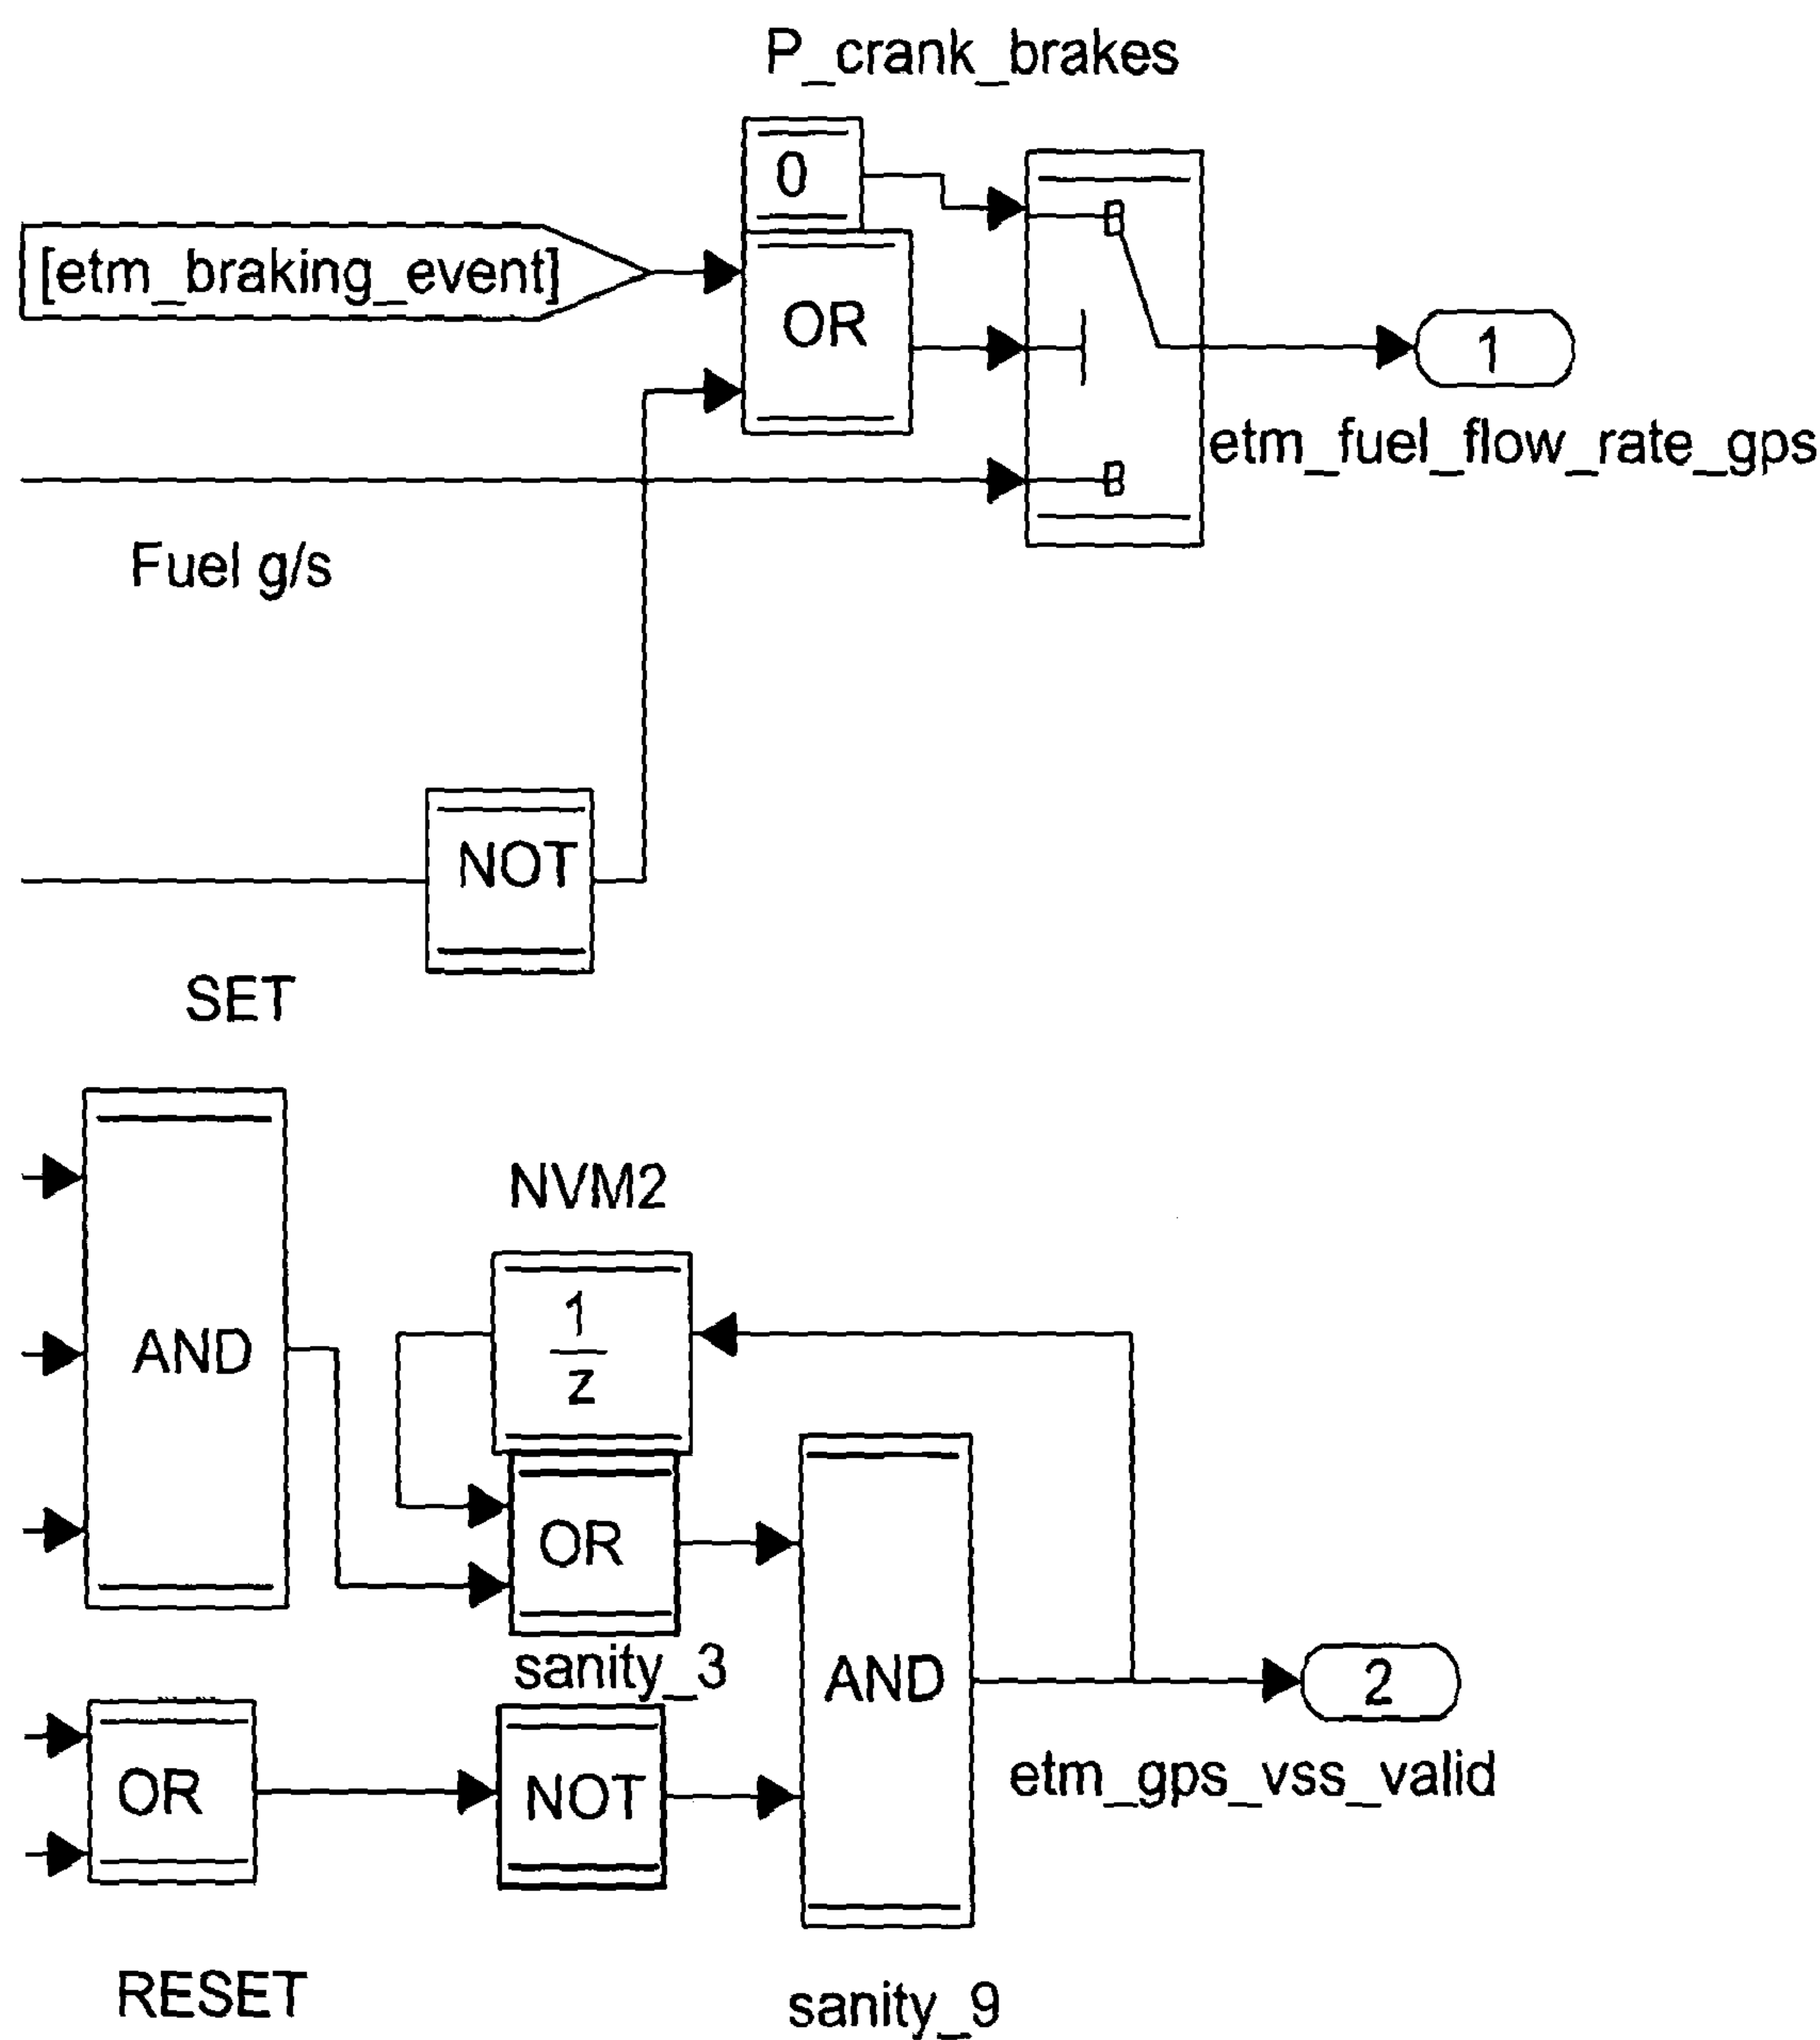 P_crank_brakes
0
[etm_braking_event]
OR
1
etm_fuel_flow_rate_gps
Fuel g/s
NOT
SET
NVM2
1
z
AND
OR
sanity_3
AND
2
OR
NOT
etm_gps_vss_valid
RESET
sanity_9